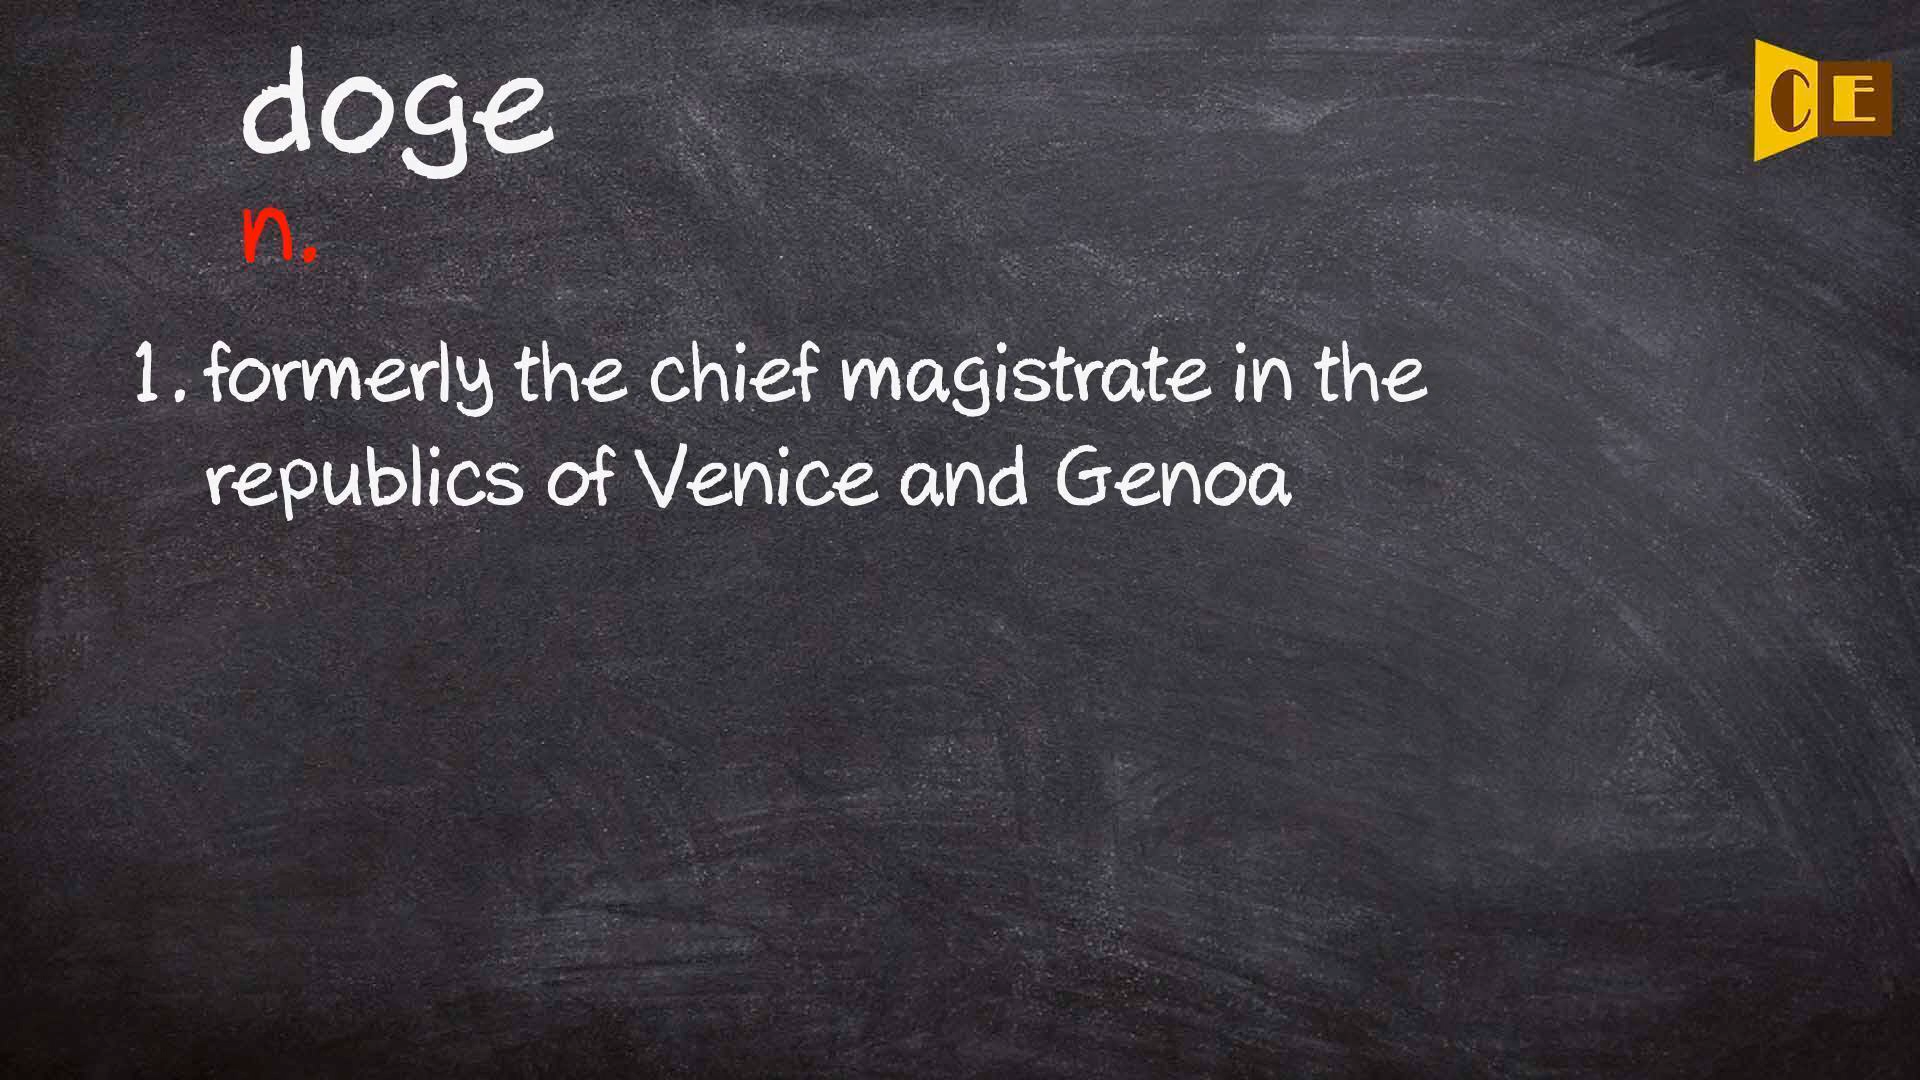 doge
CE
n.
1. formerly the chief magistrate in the
republics of Venice and Genoa